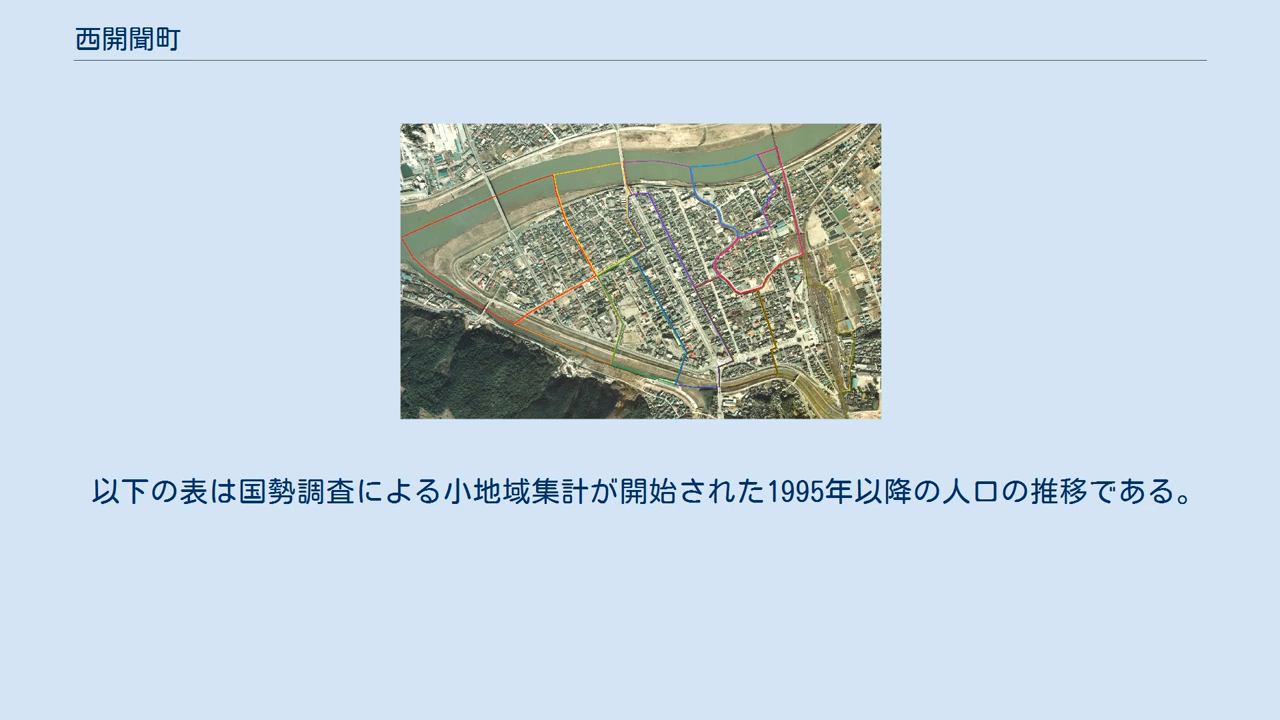 西開聞町
以下の表は国勢調査による小地域集計が開始された1995年以降の人口の推移である。